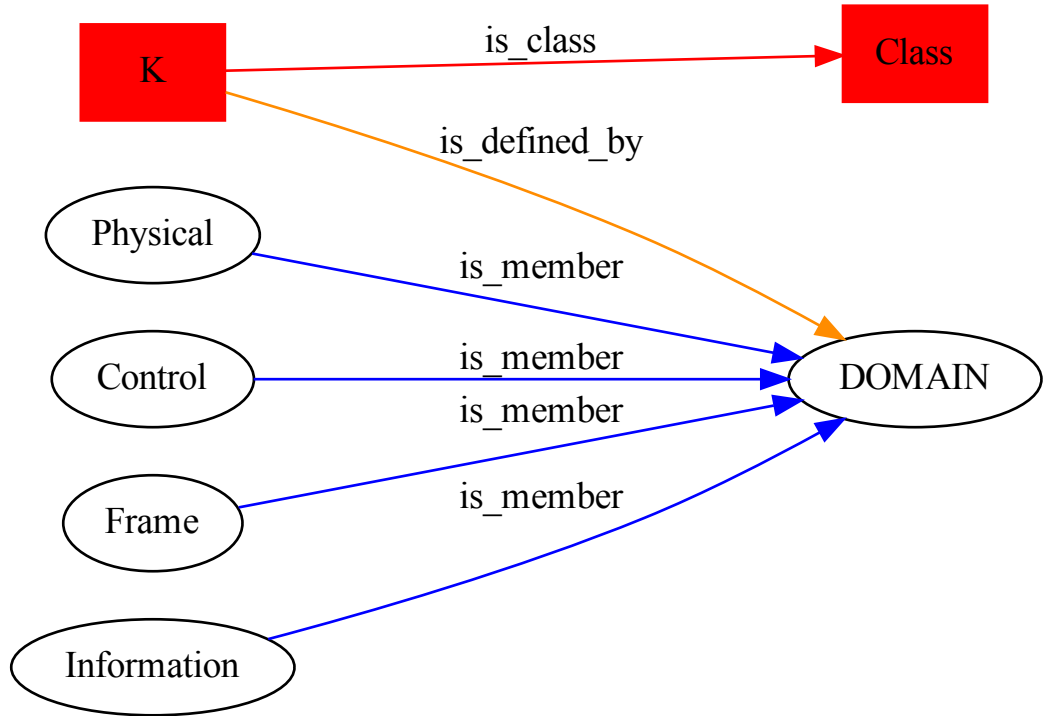 K
is_class
Class
is_defined_by
Physical
is_member
Control
is_member
DOMAIN
is_member
Frame
is_member
Information